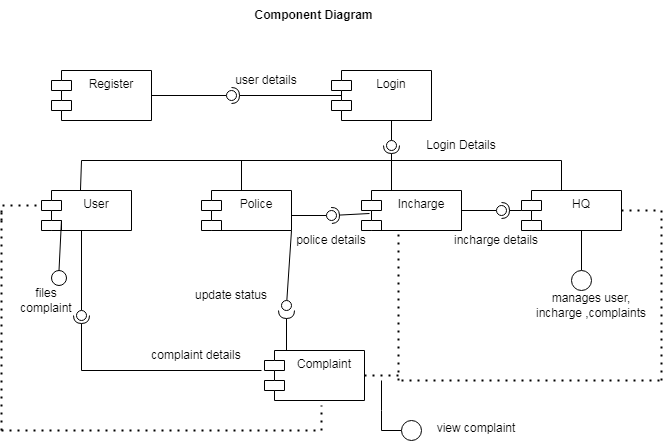 Component Diagram
user details
Register
Login
Login Details
User
Police
Incharge
HQ
police details
incharge details
files
complaint
update status
manages user,
incharge ,complaints
complaint details
Complaint
view complaint